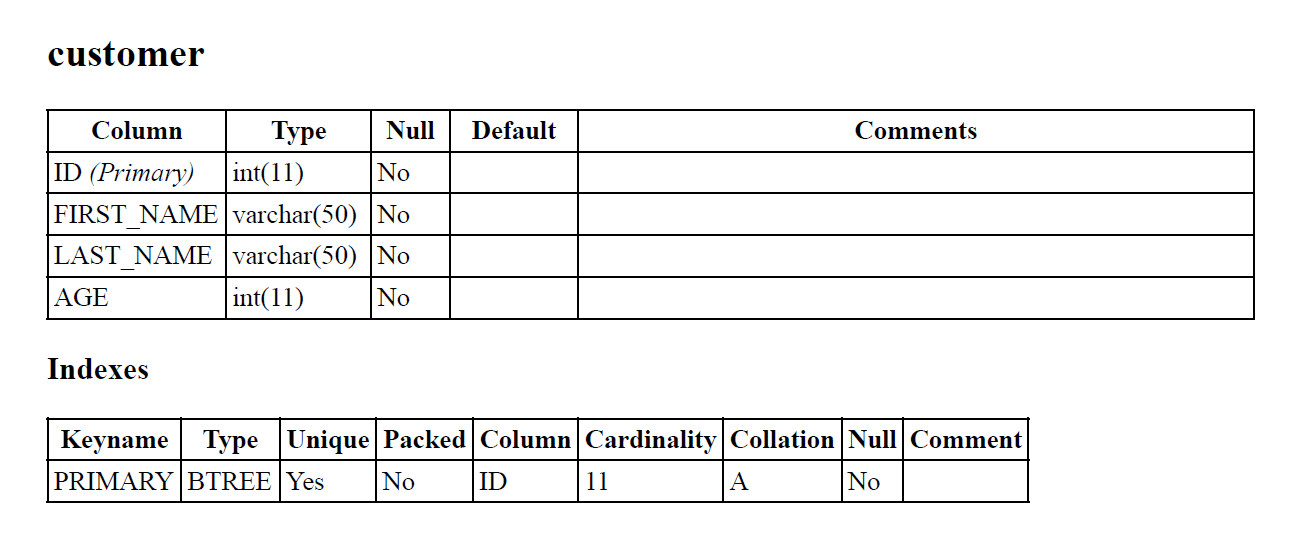 customer
Column Type Null Default Comments
ID (Primary) int(11) No
FIRST_NAME varchar(50) No
LAST_NAME varchar(50) No
AGE int(11) No
Indexes
Keyname Type Unique Packed Column Cardinality Collation Null Comment
PRIMARY BTREE Yes No ID 11 A No